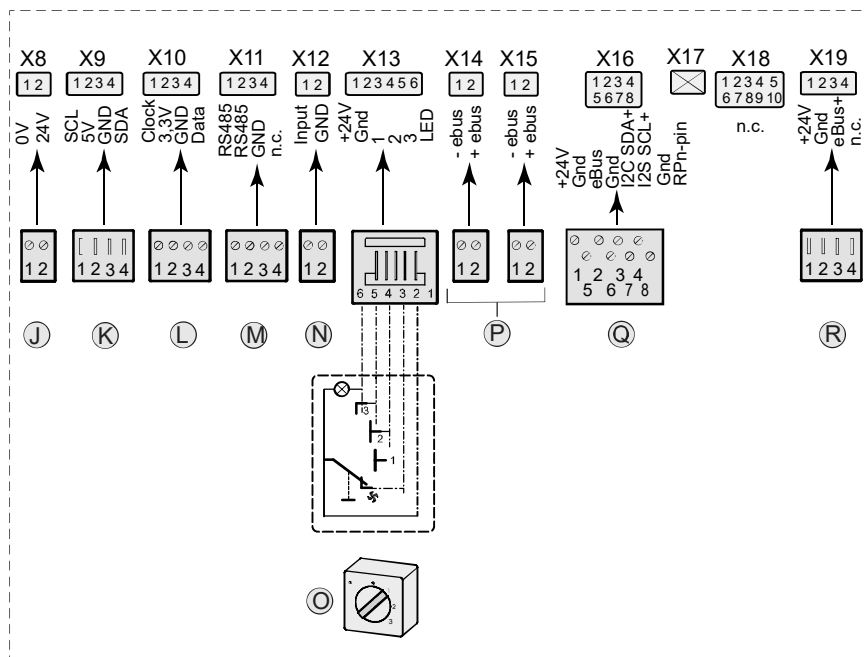 X8 X9 X10 X11 X12 X13 X14 X15 X16 X17 X18 X19
1 2
1 2 3 4
1 2 3 4
1 2 3 4
1 2
1 2 3 4 5 6
1 2
1 2
1 2 3 4
5 6 7 8
1 2 3 4 5
6 7 8 9 10
1 2 3 4
0V
24V
SCL
5V
GND
SDA
Clock
3,3V
GND
Data
RS485
RS485
GND
n.c.
Input
GND
+24V
Gnd
1
2
3
LED
- ebus
+ ebus
- ebus
+ ebus
+24V
Gnd
eBus
Gnd
I2C SDA+
I2S SCL+
Gnd
RPn-pin
n.c.
+24V
Gnd
eBus+
n.c.
1 2
1 2 3 4
1 2 3 4
1 2 3 4
1 2
6 5 4 3 2 1
1 2
1 2
1 2 3 4
5 6 7 8
1 2 3 4
J K L M N P Q R
3
2
1
O
1
2
3